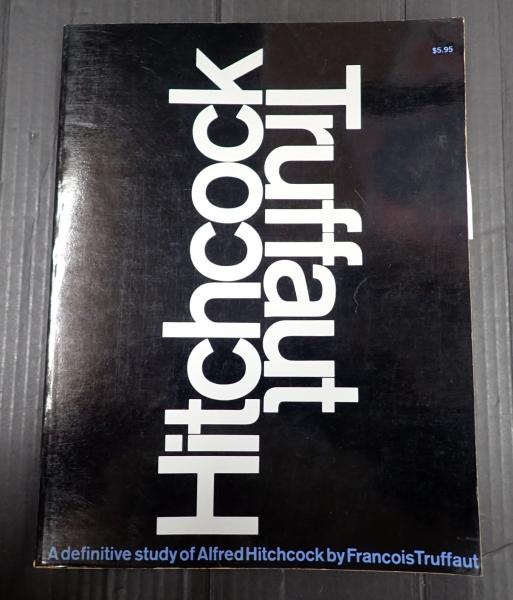 $5.95
Hitchcock
Truffaut
A definitive study of Alfred Hitchcock by Francois Truffaut